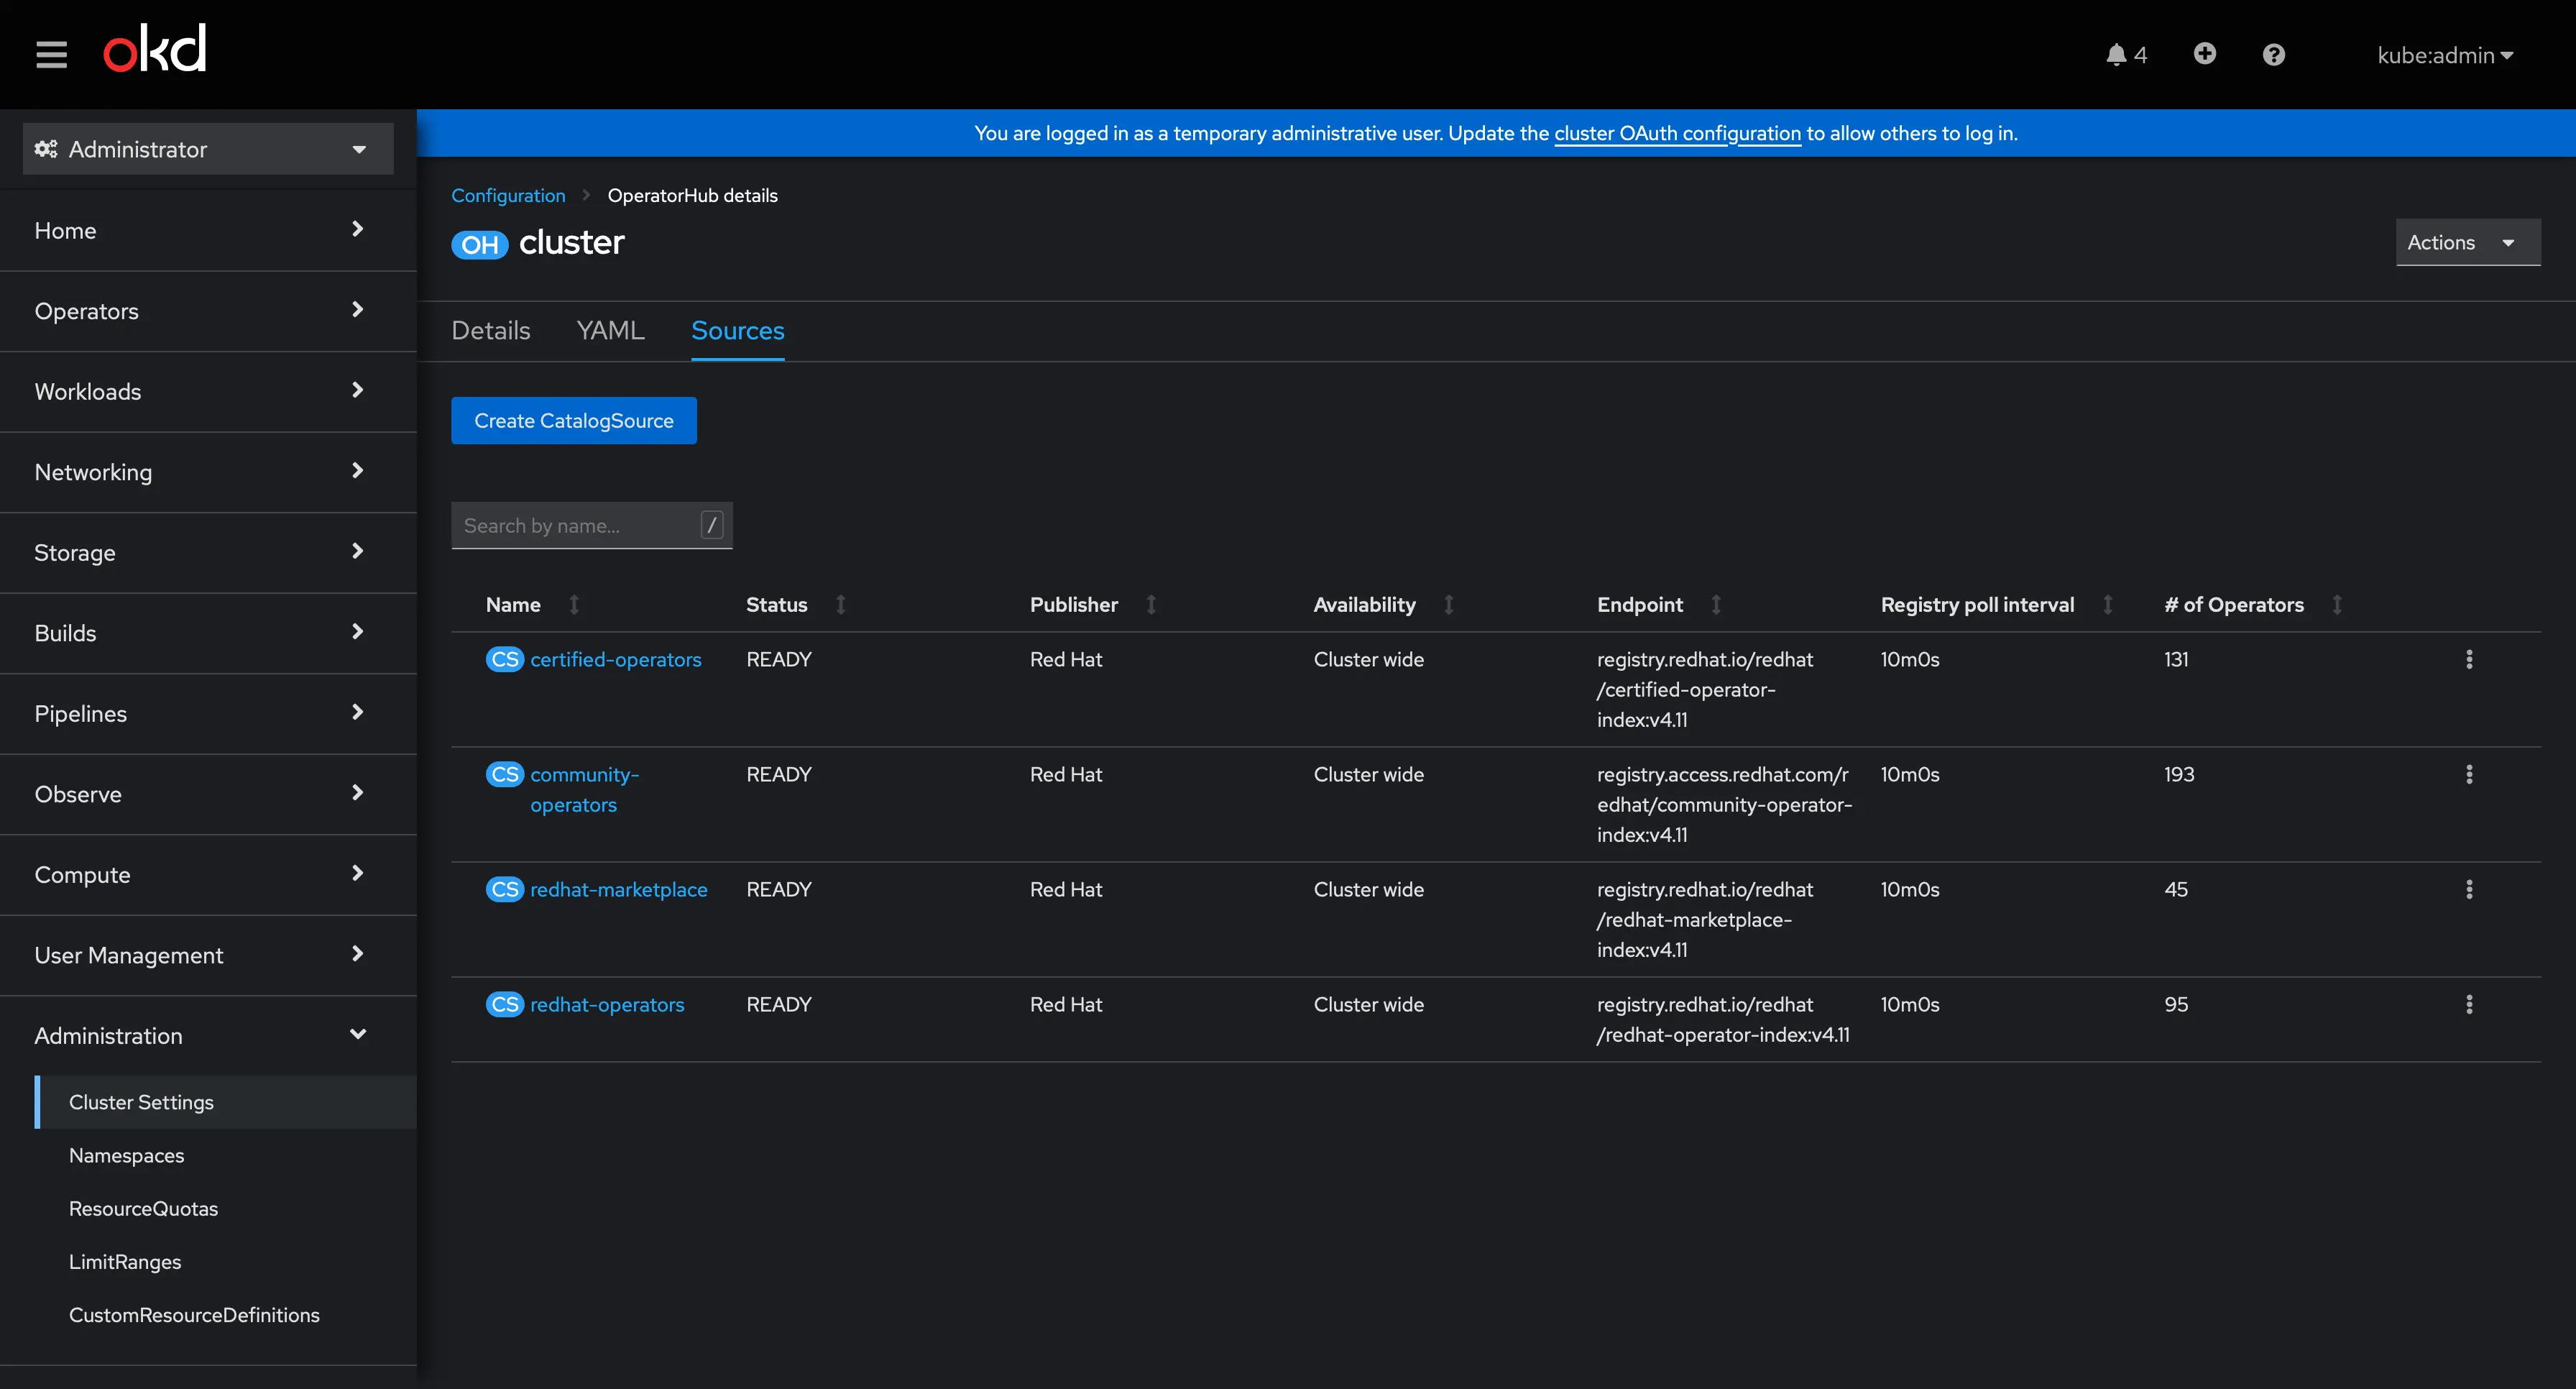 okd
4
kube:admin
Administrator
You are logged in as a temporary administrative user. Update the cluster OAuth configuration to allow others to log in.
Home
Operators
Workloads
Networking
Storage
Builds
Pipelines
Observe
Compute
User Management
Administration
Cluster Settings
Namespaces
ResourceQuotas
LimitRanges
CustomResourceDefinitions
Configuration OperatorHub details
OH cluster
Actions
Details YAML Sources
Create CatalogSource
Search by name... /
Name Status Publisher Availability Endpoint Registry poll interval # of Operators
CS certified-operators READY Red Hat Cluster wide registry.redhat.io/redhat 10m0s 131
/certified-operator-
index:v4.11
CS community- READY Red Hat Cluster wide registry.access.redhat.com/r 10m0s 193
operators edhat/community-operator-
index:v4.11
CS redhat-marketplace READY Red Hat Cluster wide registry.redhat.io/redhat 10m0s 45
/redhat-marketplace-
index:v4.11
CS redhat-operators READY Red Hat Cluster wide registry.redhat.io/redhat 10m0s 95
/redhat-operator-index:v4.11